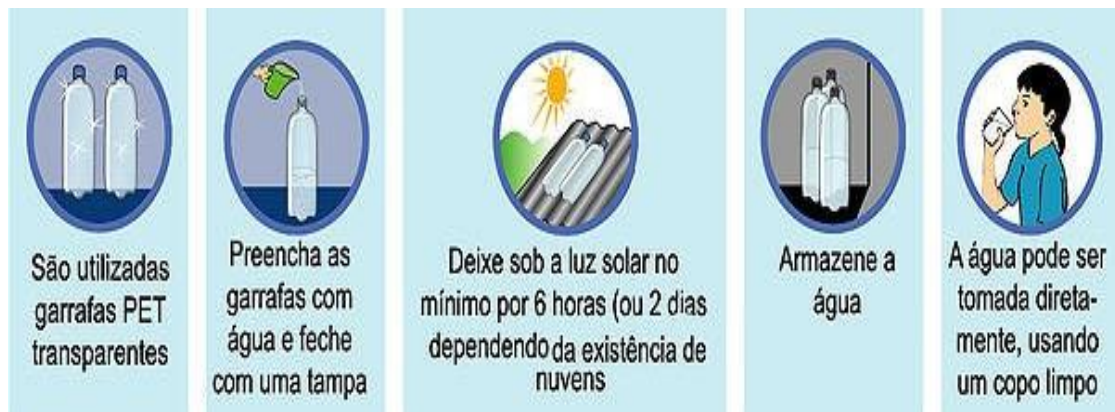 São utilizadas
garrafas PET
transparentes
Preencha as
garrafas com
água e feche
com uma tampa
Deixe sob a luz solar no
mínimo por 6 horas (ou 2 dias
dependendo da existência de
nuvens
Armazene a
água
A água pode ser
tomada direta-
mente, usando
um copo limpo